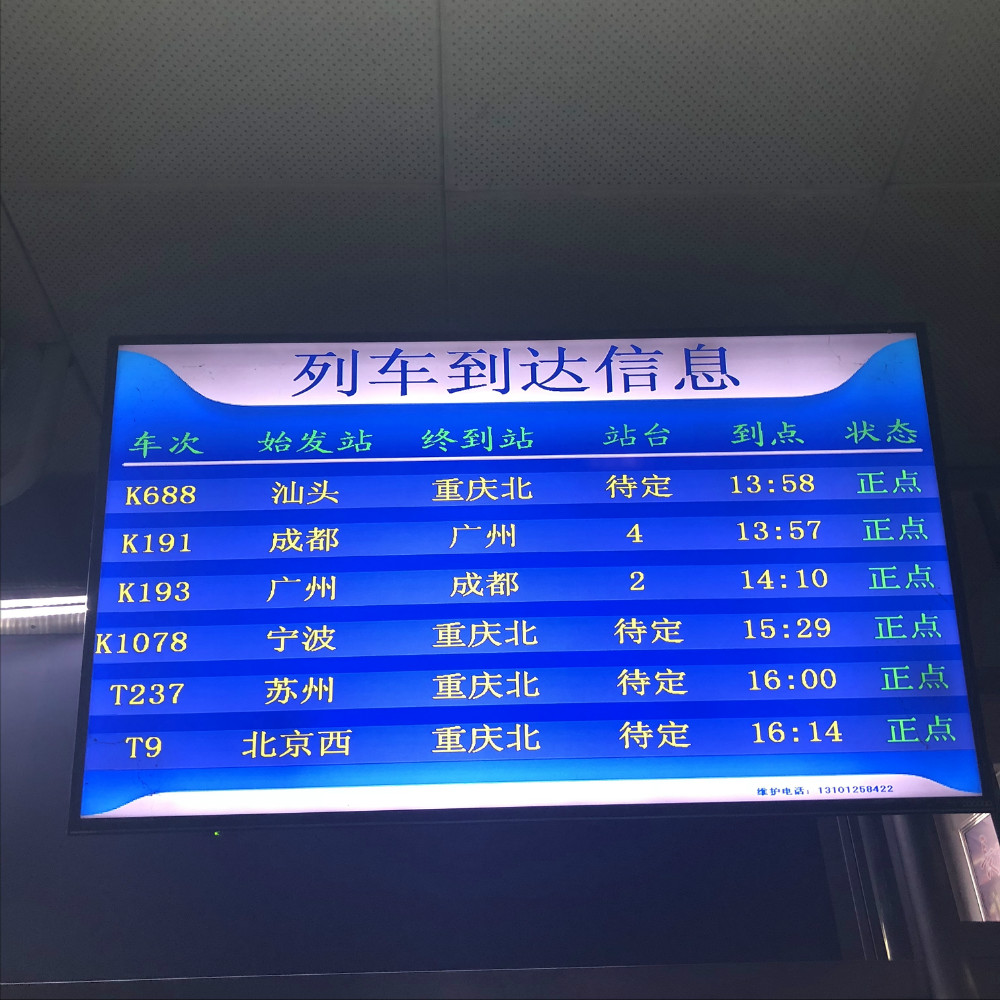 列车到达信息
车次 始发站 终到站 站台 到点 状态
K688 汕头 重庆北 待定 13:58 正点
K191 成都 广州 4 13:57 正点
K193 广州 成都 2 14:10 正点
K1078 宁波 重庆北 待定 15:29 正点
T237 苏州 重庆北 待定 16:00 正点
T9 北京西 重庆北 待定 16:14 正点
维护电话：13101258422